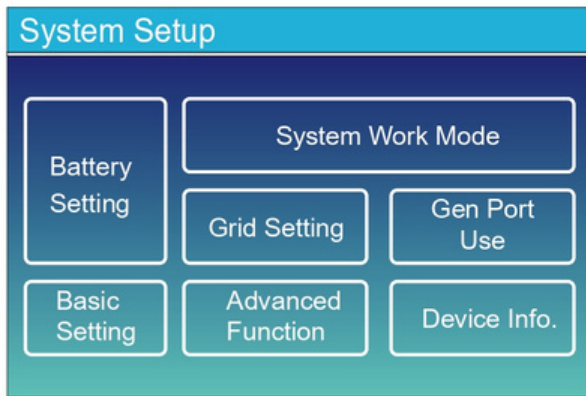 System Setup
System Work Mode
Battery
Setting
Grid Setting
Gen Port
Use
Basic
Setting
Advanced
Function
Device Info.